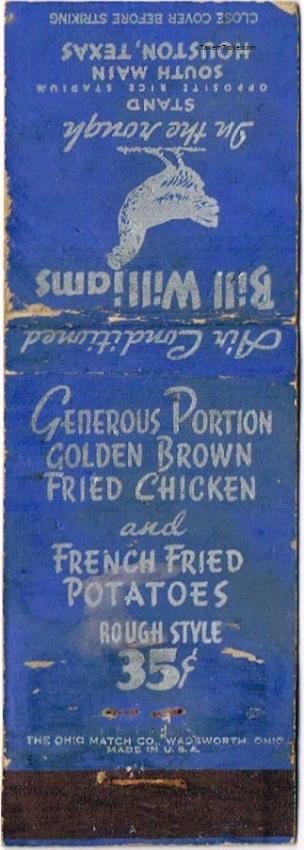 Bill Williams
In the rough
STAND
OPPOSITE RICE STADIUM
SOUTH MAIN
HOUSTON, TEXAS
CLOSE COVER BEFORE STRIKING
TavernTrove.com
Air Conditioned
GENEROUS PORTION
GOLDEN BROWN
FRIED CHICKEN
and
FRENCH FRIED
POTATOES
ROUGH STYLE
35¢
THE OHIO MATCH CO., WADSWORTH, OHIO
MADE IN U.S.A.